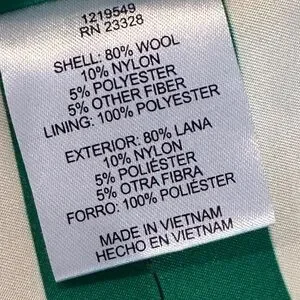 1219549
RN 23328
SHELL: 80% WOOL
10% NYLON
5% POLYESTER
5% OTHER FIBER
LINING: 100% POLYESTER
EXTERIOR: 80% LANA
10% NYLON
5% POLIÉSTER
5% OTRA FIBRA
FORRO: 100% POLIÉSTER
MADE IN VIETNAM
HECHO EN VIETNAM